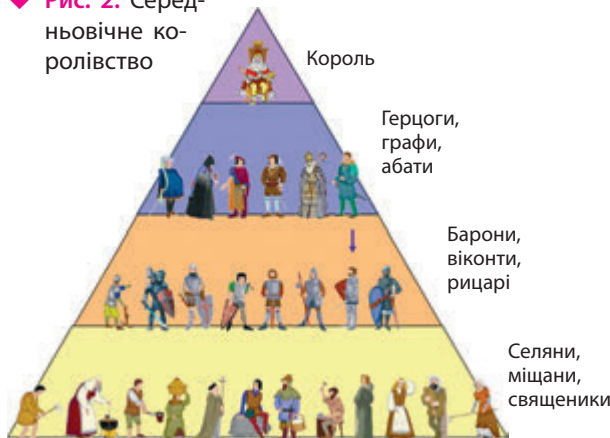 ◆ Рис. 2. Серед-
ньовічне ко-
ролівство
Король
Герцоги,
графи,
абати
Барони,
віконти,
рицарі
Селяни,
міщани,
священики